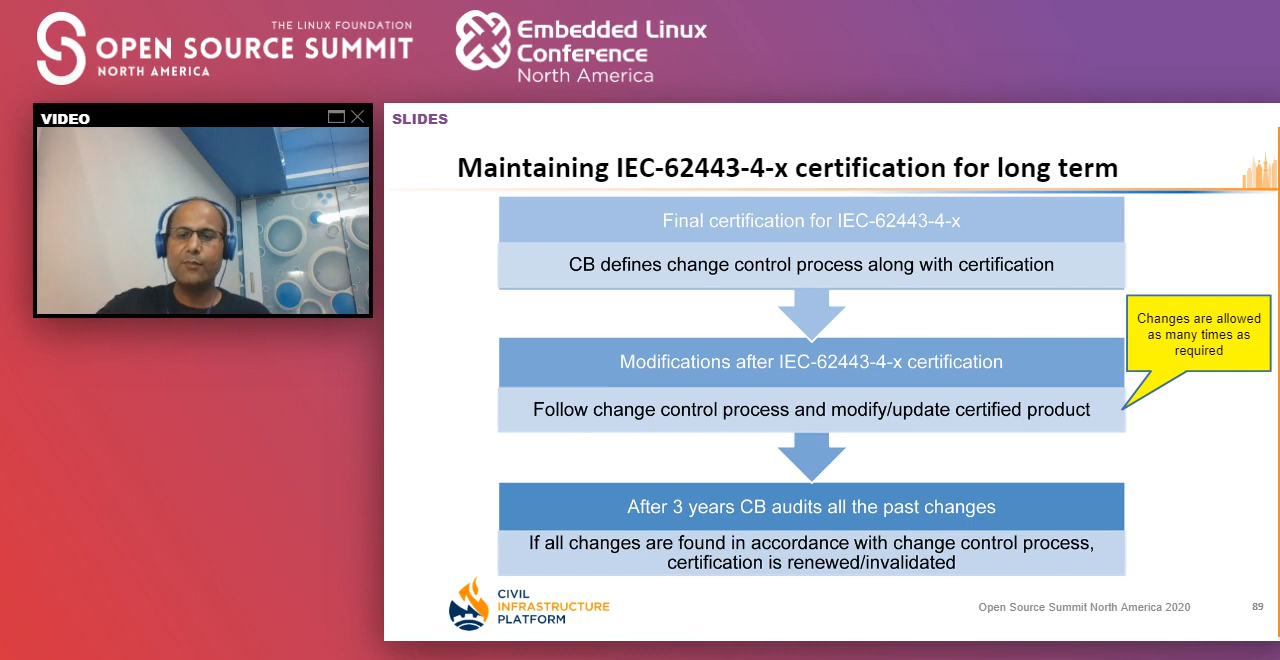 THE LINUX FOUNDATION
OPEN SOURCE SUMMIT
NORTH AMERICA
Embedded Linux
Conference
North America
VIDEO
SLIDES
Maintaining IEC-62443-4-x certification for long term
Final certification for IEC-62443-4-x
CB defines change control process along with certification
Changes are allowed
as many times as
required
Modifications after IEC-62443-4-x certification
Follow change control process and modify/update certified product
After 3 years CB audits all the past changes
If all changes are found in accordance with change control process,
certification is renewed/invalidated
CIVIL
INFRASTRUCTURE
PLATFORM
Open Source Summit North America 2020
89